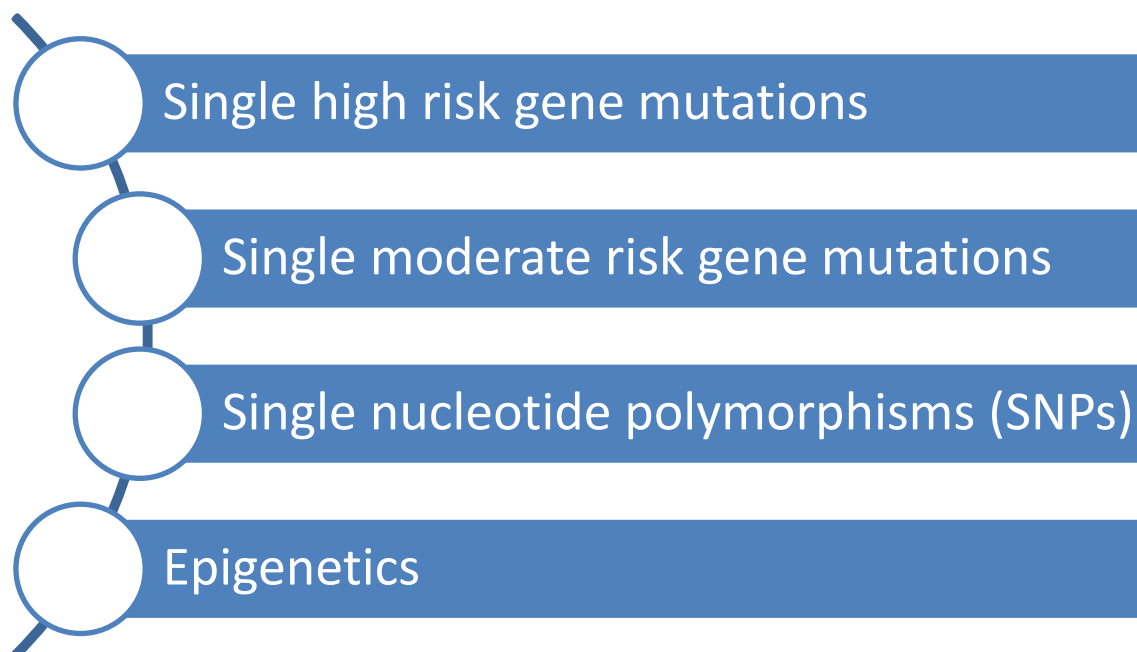 Single high risk gene mutations
Single moderate risk gene mutations
Single nucleotide polymorphisms (SNPs)
Epigenetics